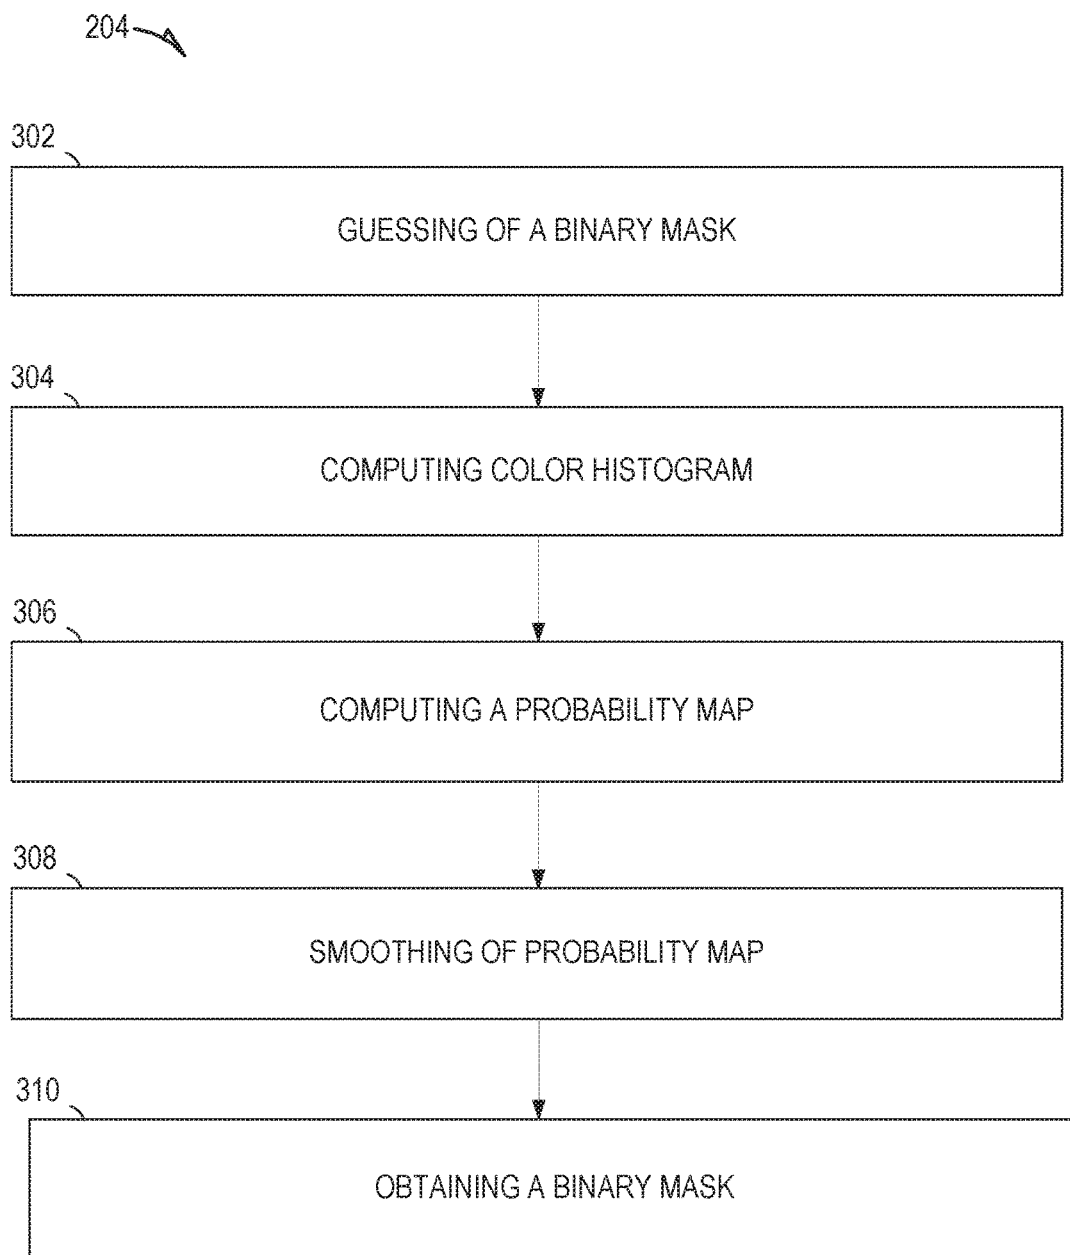 204
302
GUESSING OF A BINARY MASK
304
COMPUTING COLOR HISTOGRAM
306
COMPUTING A PROBABILITY MAP
308
SMOOTHING OF PROBABILITY MAP
310
OBTAINING A BINARY MASK